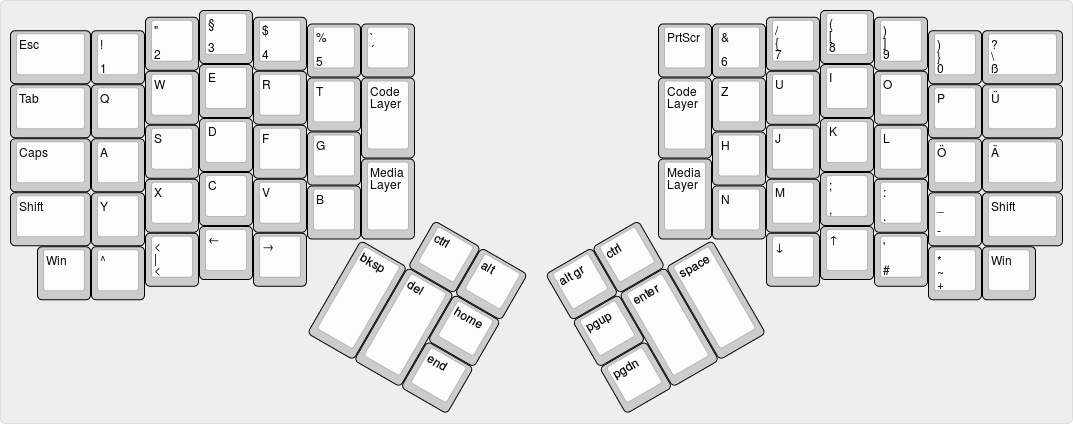 Esc
!
1
"
2
§
3
$
4
%
5
`
´
PrtScr
&
6
/
{
7
(
[
8
)
]
9
)
}
0
?
\
ß
Tab
Q
W
E
R
T
Code
Layer
Code
Layer
Z
U
I
O
P
Ü
Caps
A
S
D
F
G
H
J
K
L
Ö
Ä
Shift
Y
X
C
V
B
Media
Layer
Media
Layer
N
M
;
,
:
.
_
-
Shift
Win
^
<
|
<
←
→
↓
↑
'
#
*
~
+
Win
ctrl
alt
bksp
del
home
end
alt gr
ctrl
pgup
enter
space
pgdn